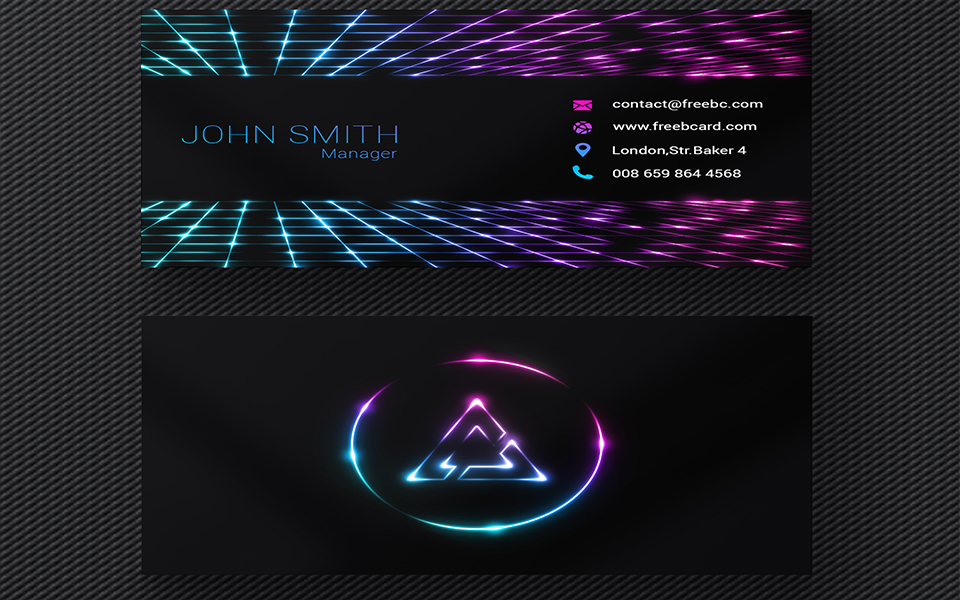 JOHN SMITH
Manager
contact@freebc.com
www.freebcard.com
London,Str.Baker 4
008 659 864 4568